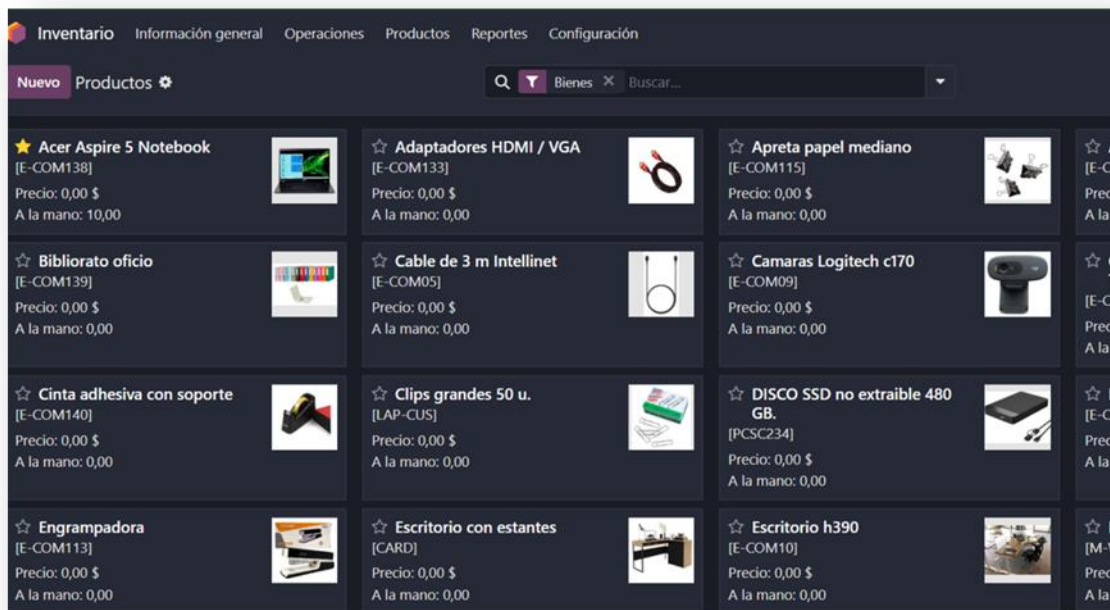 Inventario Información general Operaciones Productos Reportes Configuración
Nuevo Productos Bienes Buscar...
Acer Aspire 5 Notebook
[E-COM138]
Precio: 0,00 $
A la mano: 10,00
Adaptadores HDMI / VGA
[E-COM133]
Precio: 0,00 $
A la mano: 0,00
Apreta papel mediano
[E-COM115]
Precio: 0,00 $
A la mano: 0,00
Bibliorato oficio
[E-COM139]
Precio: 0,00 $
A la mano: 0,00
Cable de 3 m Intellinet
[E-COM05]
Precio: 0,00 $
A la mano: 0,00
Camaras Logitech c170
[E-COM09]
Precio: 0,00 $
A la mano: 0,00
Cinta adhesiva con soporte
[E-COM140]
Precio: 0,00 $
A la mano: 0,00
Clips grandes 50 u.
[LAP-CUS]
Precio: 0,00 $
A la mano: 0,00
DISCO SSD no extraible 480
GB.
[PCSC234]
Precio: 0,00 $
A la mano: 0,00
Engrampadora
[E-COM113]
Precio: 0,00 $
A la mano: 0,00
Escritorio con estantes
[CARD]
Precio: 0,00 $
A la mano: 0,00
Escritorio h390
[E-COM10]
Precio: 0,00 $
A la mano: 0,00